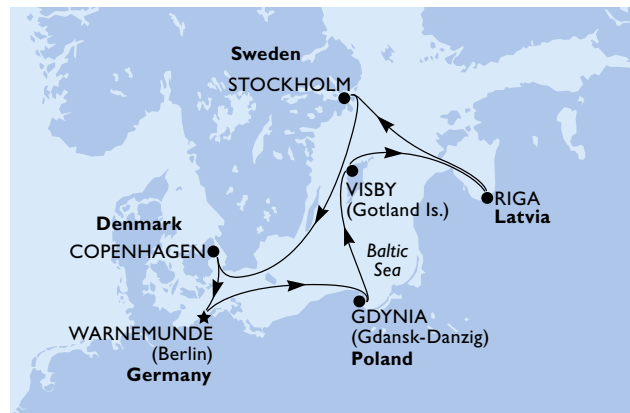 Sweden
STOCKHOLM
VISBY
(Gotland Is.)
RIGA
Latvia
Denmark
COPENHAGEN
Baltic
Sea
WARNEMUNDE
(Berlin)
Germany
GDYNIA
(Gdansk-Danzig)
Poland